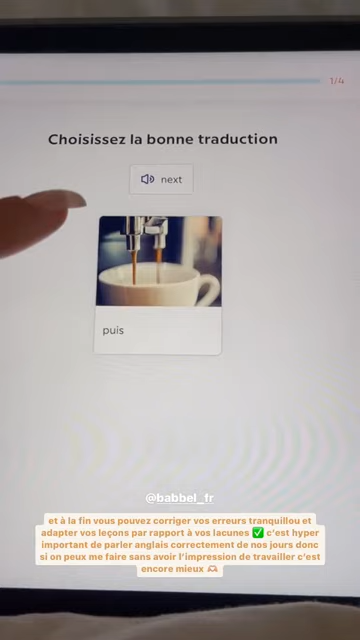 1/4
Choisissez la bonne traduction
next
puis
@babbel_fr
et à la fin vous pouvez corriger vos erreurs tranquillou et
adapter vos leçons par rapport à vos lacunes ✅ c'est hyper
important de parler anglais correctement de nos jours donc
si on peux me faire sans avoir l'impression de travailler c'est
encore mieux 🫶